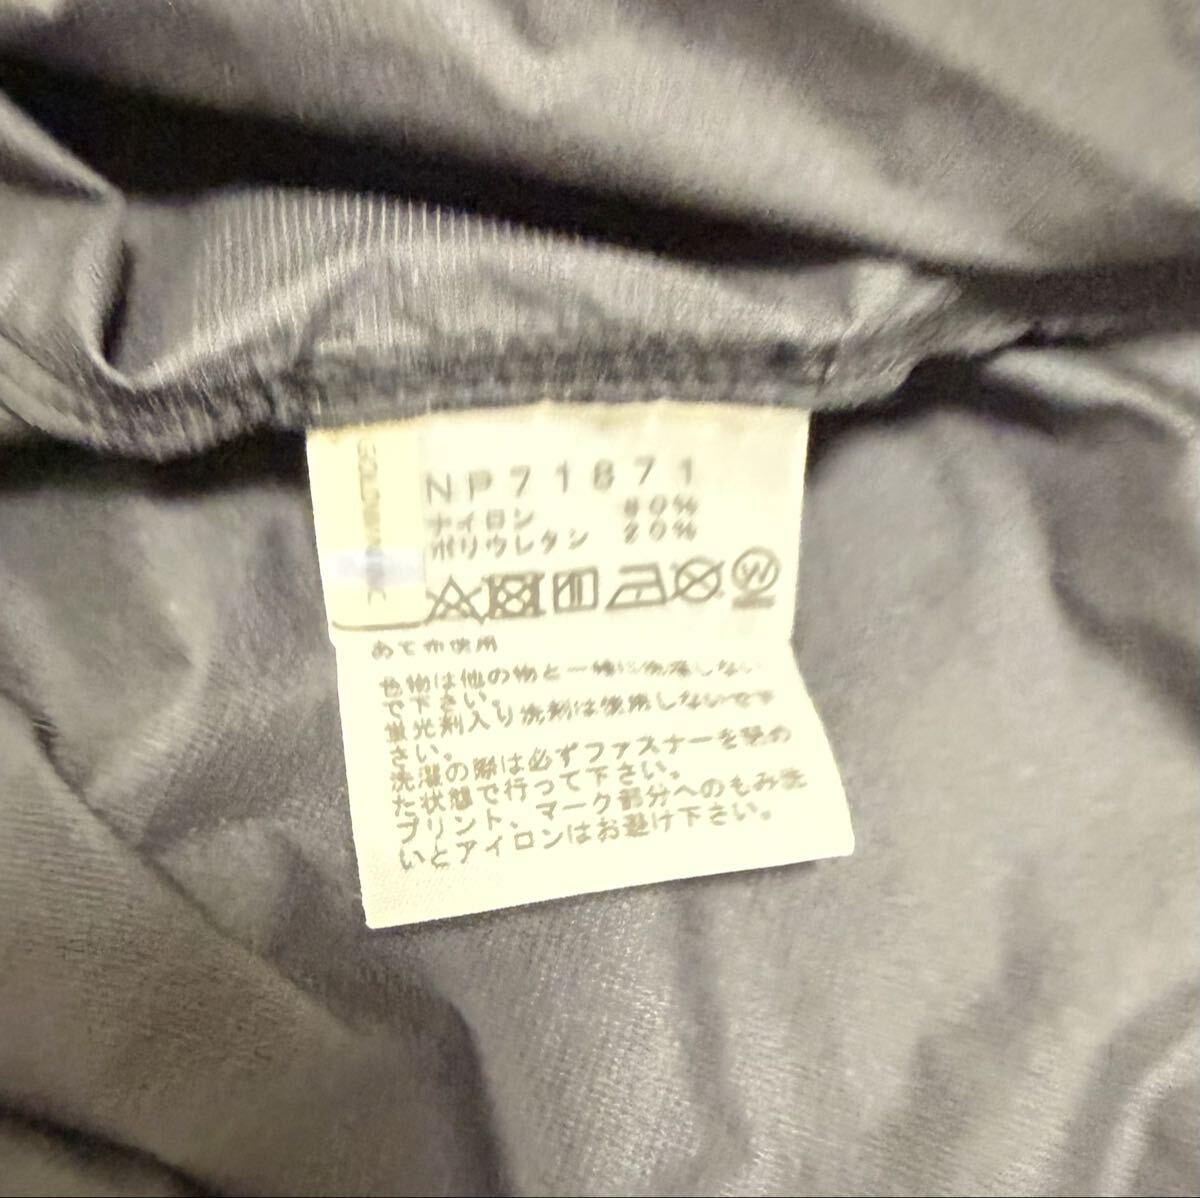 GOLDWIN INC.
NP71871
ナイロン 80%
ポリウレタン 20%
あて布使用
色物は他の物と一緒に洗濯しない
で下さい。
蛍光剤入り洗剤は使用しないで下
さい。
洗濯の際は必ずファスナーを閉め
た状態で行って下さい。
プリント、マーク部分へのもみ洗
いとアイロンはお避け下さい。